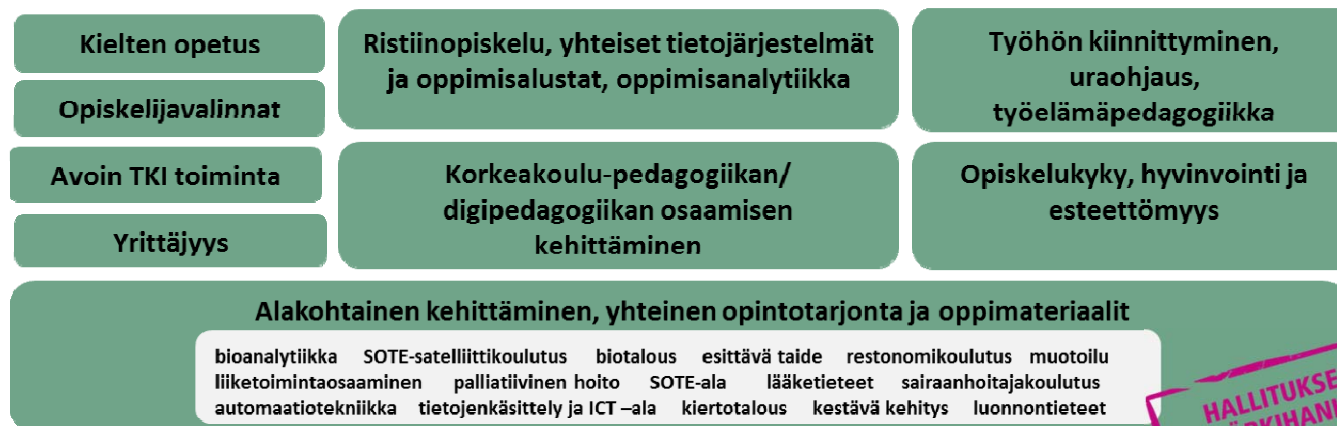 Kielten opetus
Opiskelijavalinnat
Avoin TKI toiminta
Yrittäjyys
Ristiinopiskelu, yhteiset tietojärjestelmät
ja oppimisalustat, oppimisanalytiikka
Korkeakoulu-pedagogiikan/
digipedagogiikan osaamisen
kehittäminen
Työhön kiinnittyminen,
uraohjaus,
työelämäpedagogiikka
Opiskelukyky, hyvinvointi ja
esteettömyys
Alakohtainen kehittäminen, yhteinen opintotarjonta ja oppimateriaalit
bioanalytiikka SOTE-satelliittikoulutus biotalous esittävä taide restonomikoulutus muotoilu
liiketoimintaosaaminen palliatiivinen hoito SOTE-ala lääketieteet sairaanhoitajakoulutus
automaatiotekniikka tietojenkäsittely ja ICT –ala kiertotalous kestävä kehitys luonnontieteet
HALLITUKSE